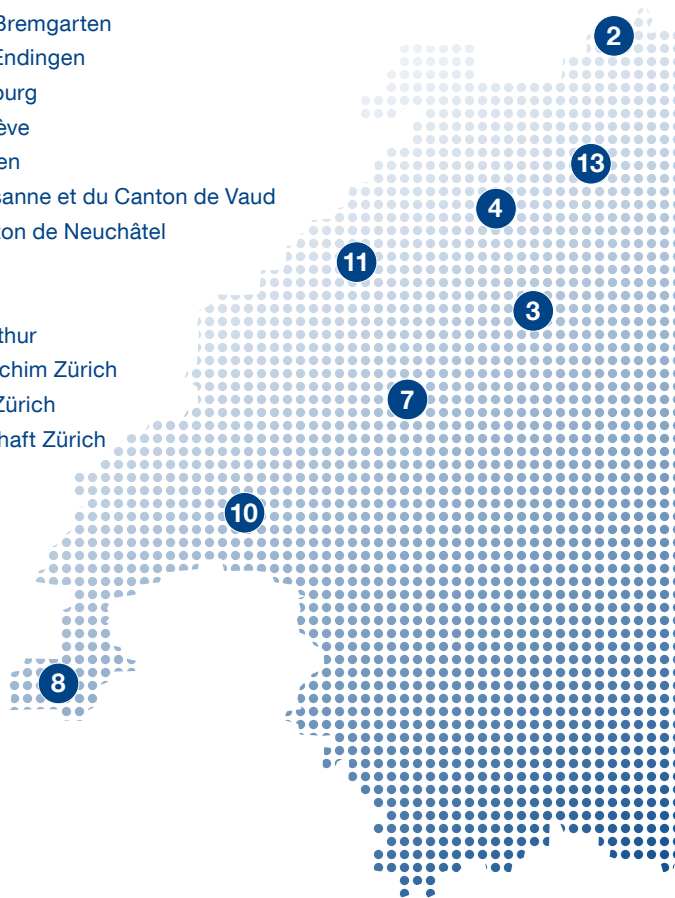 Bremgarten
Endingen
ourg
ève
en
sanne et du Canton de Vaud
ton de Neuchâtel
thur
chim Zürich
Zürich
haft Zürich
2
13
4
11
3
7
10
8